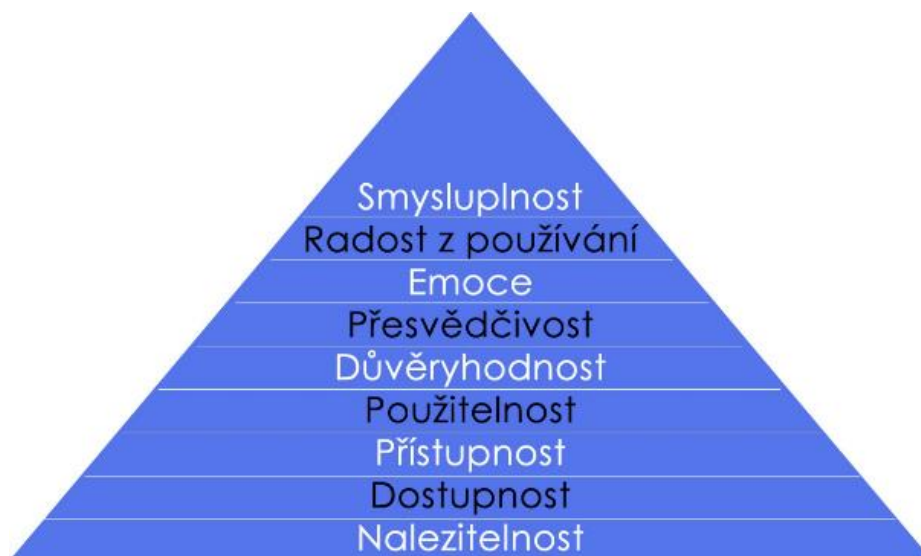 Smysluplnost
Radost z používání
Emoce
Přesvědčivost
Důvěryhodnost
Použitelnost
Přístupnost
Dostupnost
Nalezitelnost